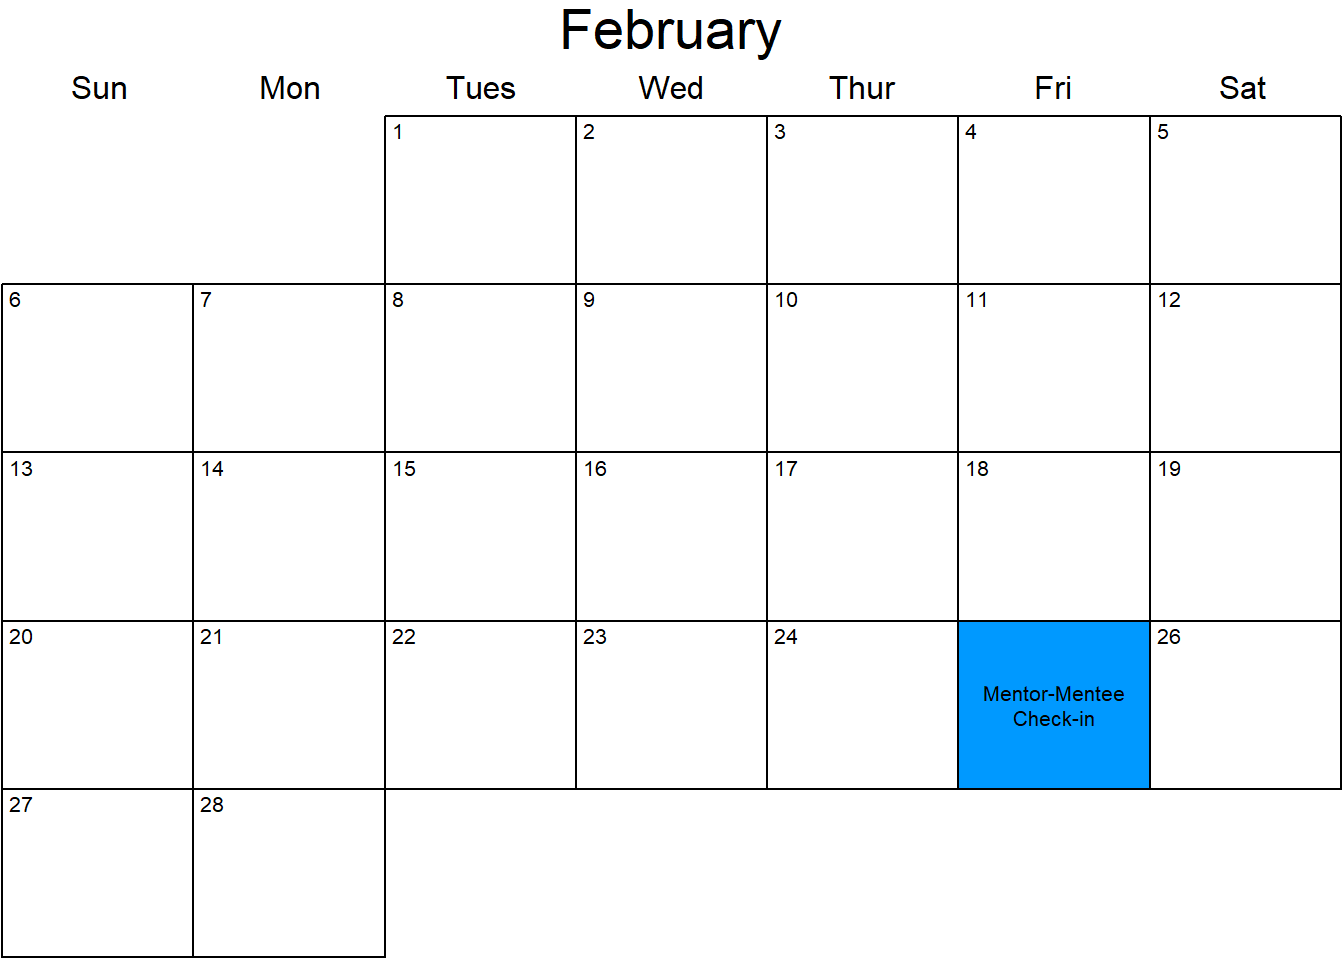 February
Sun Mon Tues Wed Thur Fri Sat
1 2 3 4 5
6 7 8 9 10 11 12
13 14 15 16 17 18 19
20 21 22 23 24 26
Mentor-Mentee
Check-in
27 28